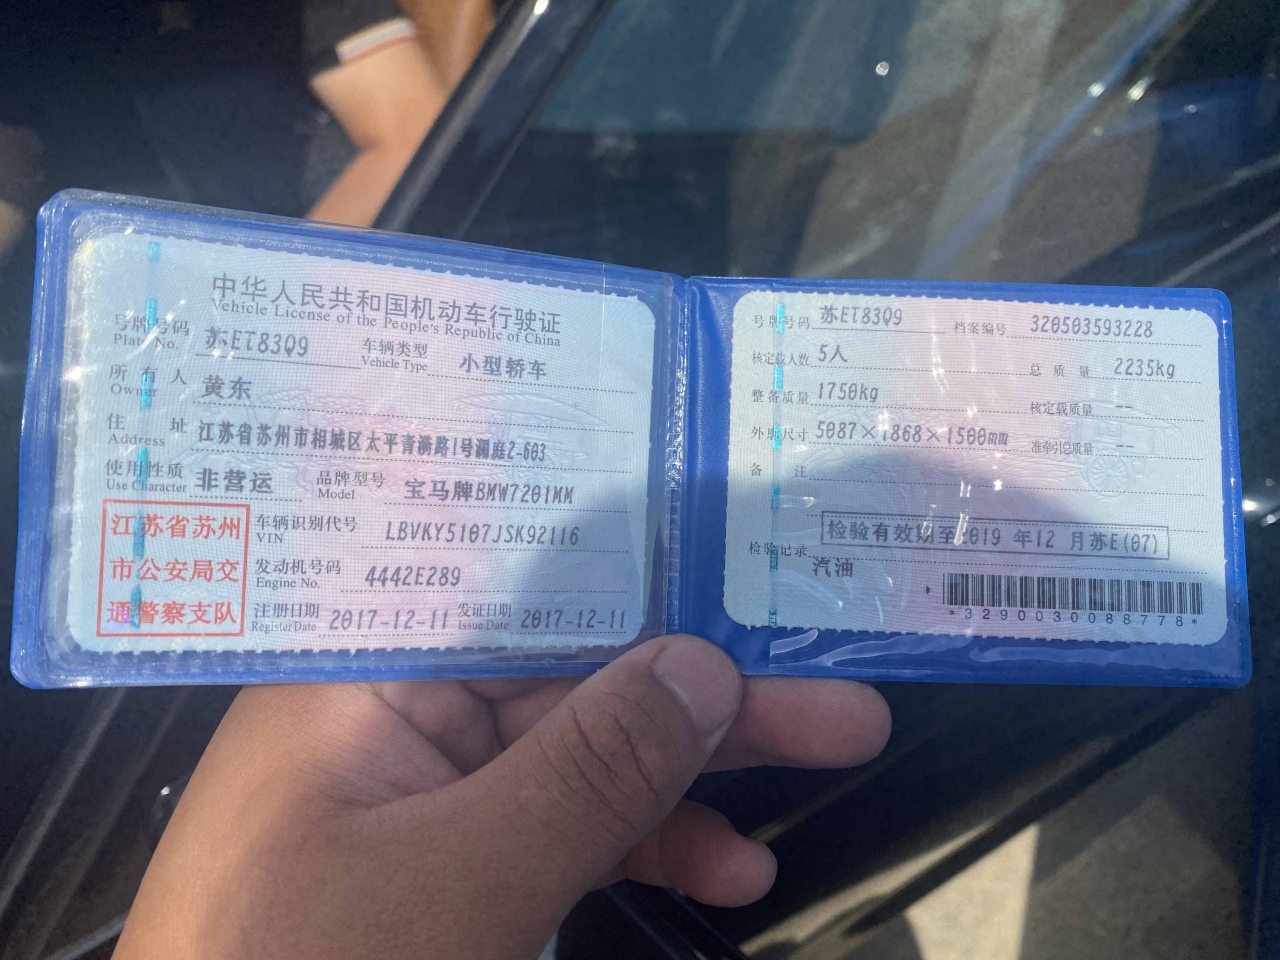 中华人民共和国机动车行驶证
Vehicle License of the People's Republic of China
号牌号码 苏ET83Q9 车辆类型 小型轿车
Plate No. Vehicle Type
所有人 黄东
Owner
住址 江苏省苏州市相城区太平青漪路1号澜庭2-603
Address
使用性质 非营运 品牌型号 宝马牌BMW7201MM
Use Character Model
江苏省苏州
市公安局交
通警察支队
车辆识别代号 LBVKY5107JSK92116
VIN
发动机号码 4442E289
Engine No.
注册日期 2017-12-11 发证日期 2017-12-11
Register Date Issue Date
号牌号码 苏ET83Q9 档案编号 320503593228
核定载人数 5人 总质量 2235kg
整备质量 1750kg 核定载质量 --
外廓尺寸 5087×1868×1500mm 准牵引总质量 --
备注
检验有效期至2019 年12 月苏E(07)
检验记录
汽油
*3290030088778*